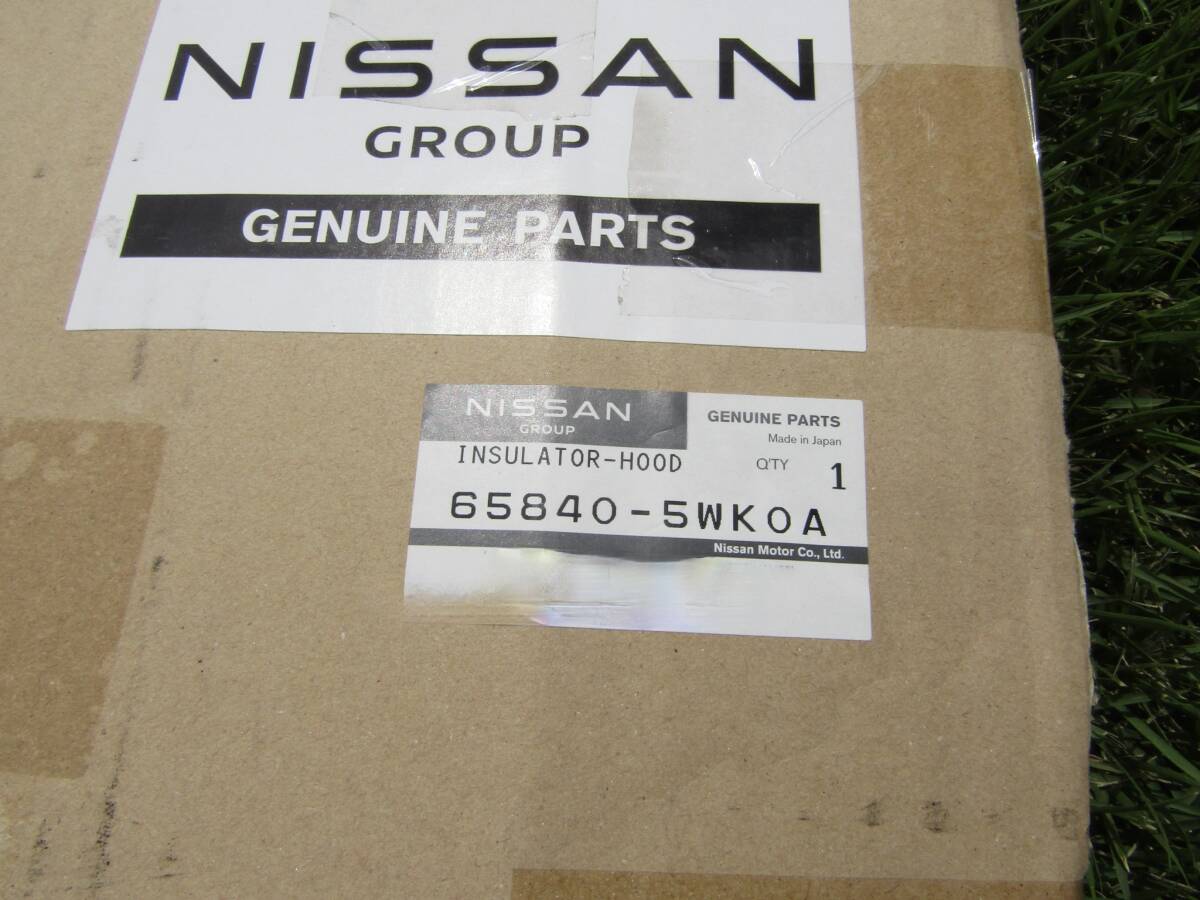 NISSAN
GROUP
GENUINE PARTS
NISSAN
GROUP
GENUINE PARTS
Made in Japan
INSULATOR-HOOD
Q'TY 1
65840-5WK0A
Nissan Motor Co., Ltd.